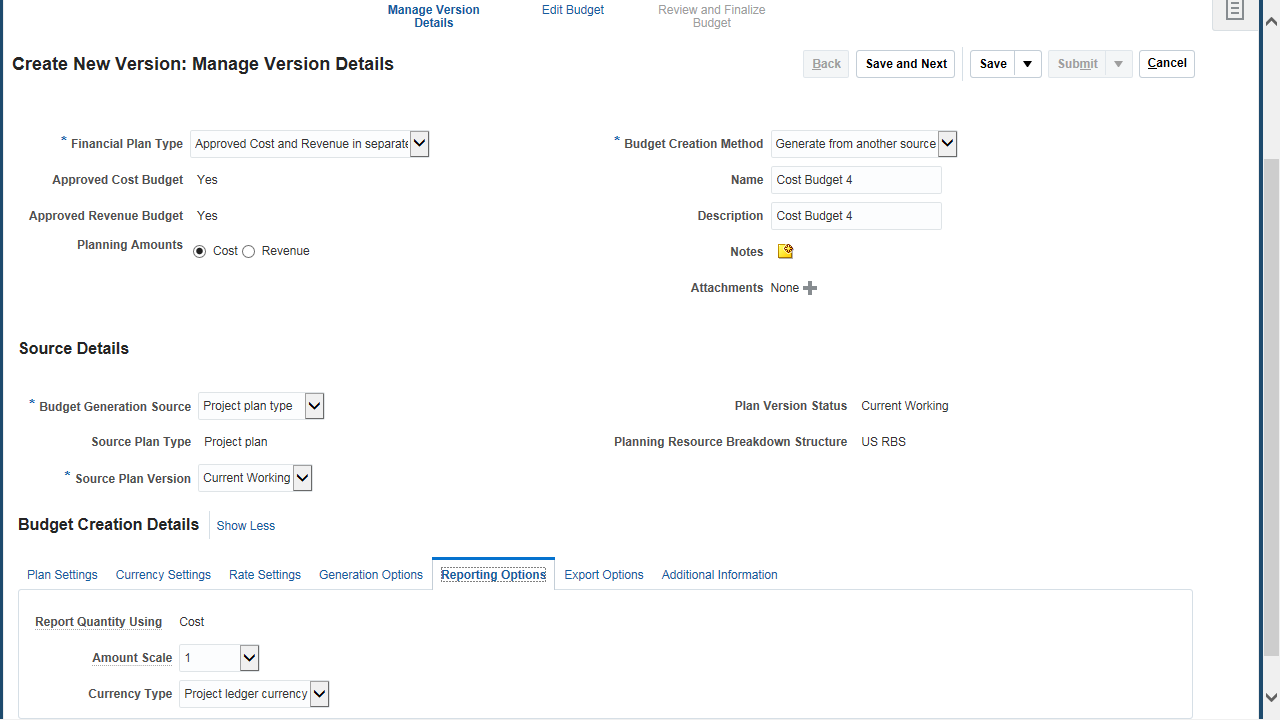 Manage Version
Details
Edit Budget
Review and Finalize
Budget
Create New Version: Manage Version Details
Back
Save and Next
Save
Submit
Cancel
* Financial Plan Type Approved Cost and Revenue in separate
Approved Cost Budget Yes
Approved Revenue Budget Yes
Planning Amounts Cost Revenue
* Budget Creation Method Generate from another source
Name Cost Budget 4
Description Cost Budget 4
Notes
Attachments None
Source Details
* Budget Generation Source Project plan type
Source Plan Type Project plan
* Source Plan Version Current Working
Plan Version Status Current Working
Planning Resource Breakdown Structure US RBS
Budget Creation Details Show Less
Plan Settings Currency Settings Rate Settings Generation Options Reporting Options Export Options Additional Information
Report Quantity Using Cost
Amount Scale 1
Currency Type Project ledger currency